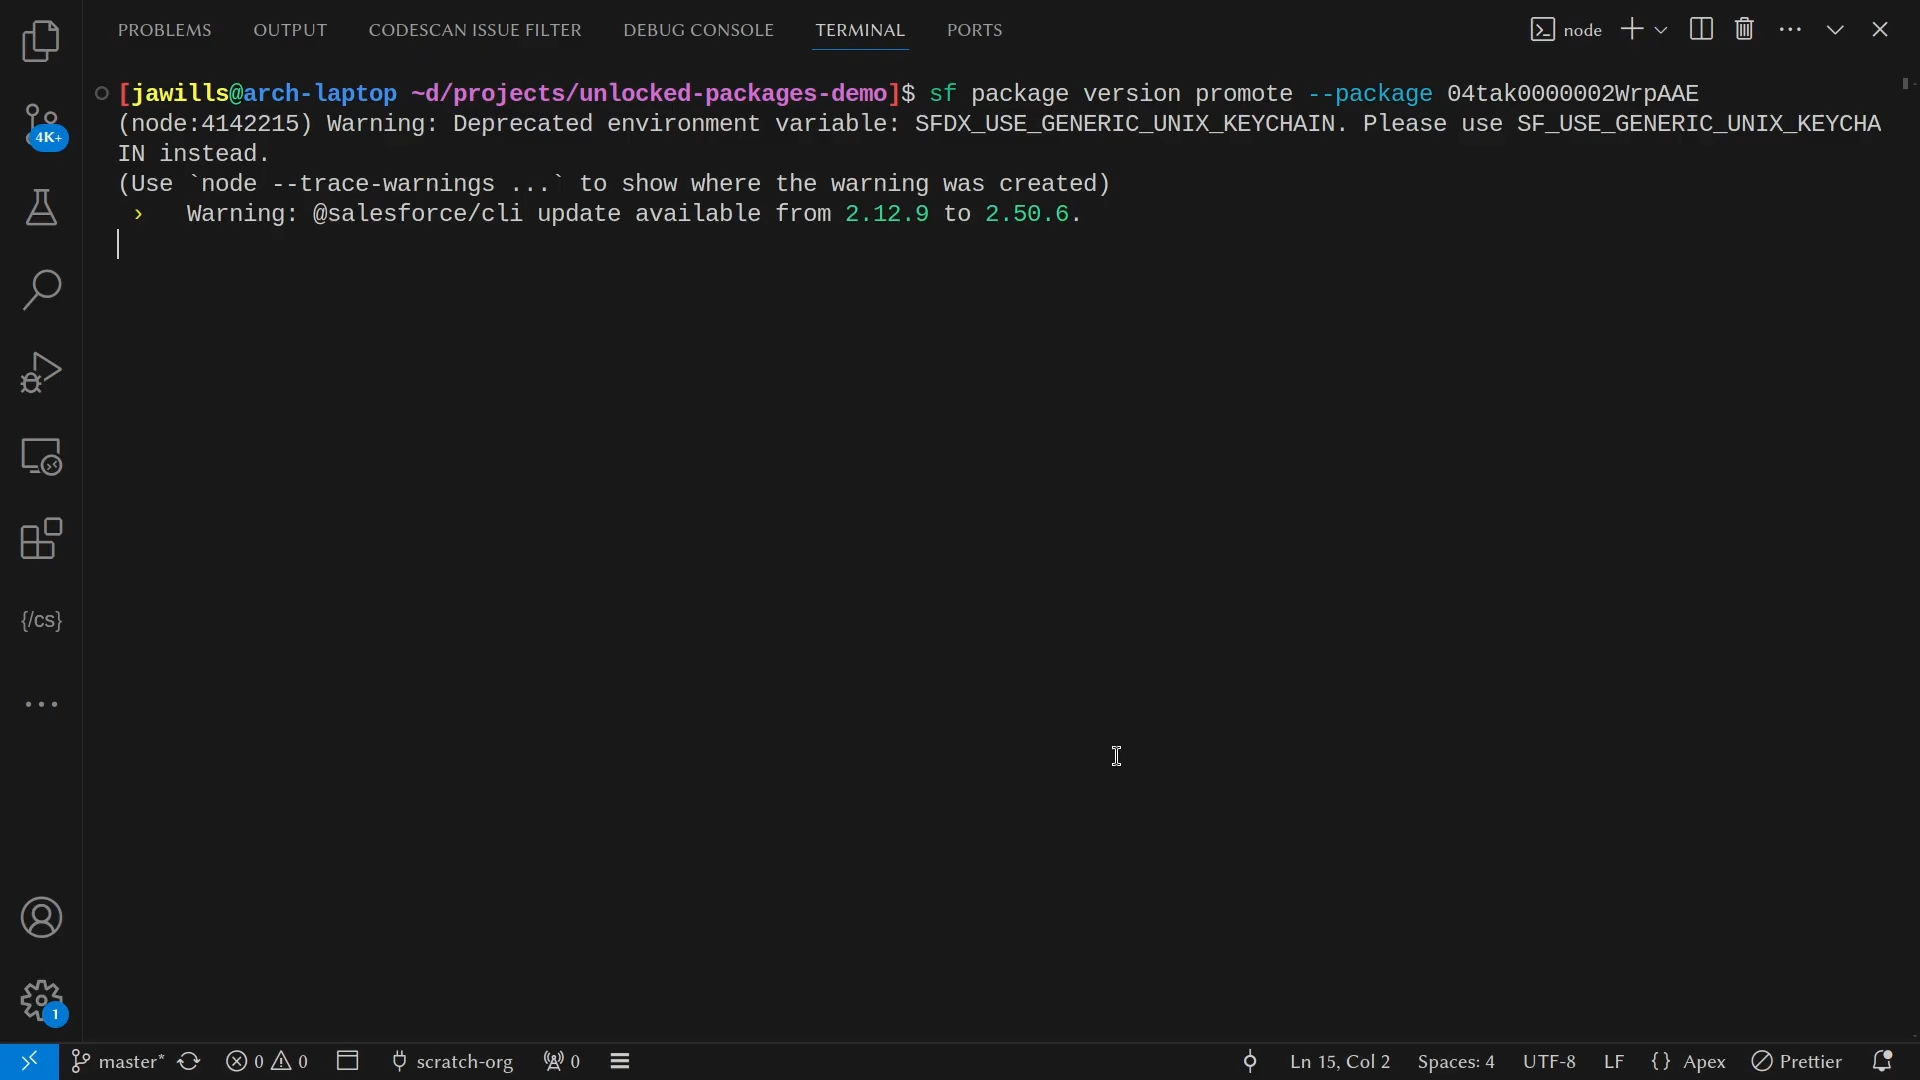 PROBLEMS OUTPUT CODESCAN ISSUE FILTER DEBUG CONSOLE TERMINAL PORTS
node
[jawills@arch-laptop ~d/projects/unlocked-packages-demo]$ sf package version promote --package 04tak0000002WrpAAE
(node:4142215) Warning: Deprecated environment variable: SFDX_USE_GENERIC_UNIX_KEYCHAIN. Please use SF_USE_GENERIC_UNIX_KEYCHA
IN instead.
(Use `node --trace-warnings ...` to show where the warning was created)
› Warning: @salesforce/cli update available from 2.12.9 to 2.50.6.
4K+
{/cs}
1
master* 0 0 scratch-org 0 Ln 15, Col 2 Spaces: 4 UTF-8 LF {} Apex Prettier